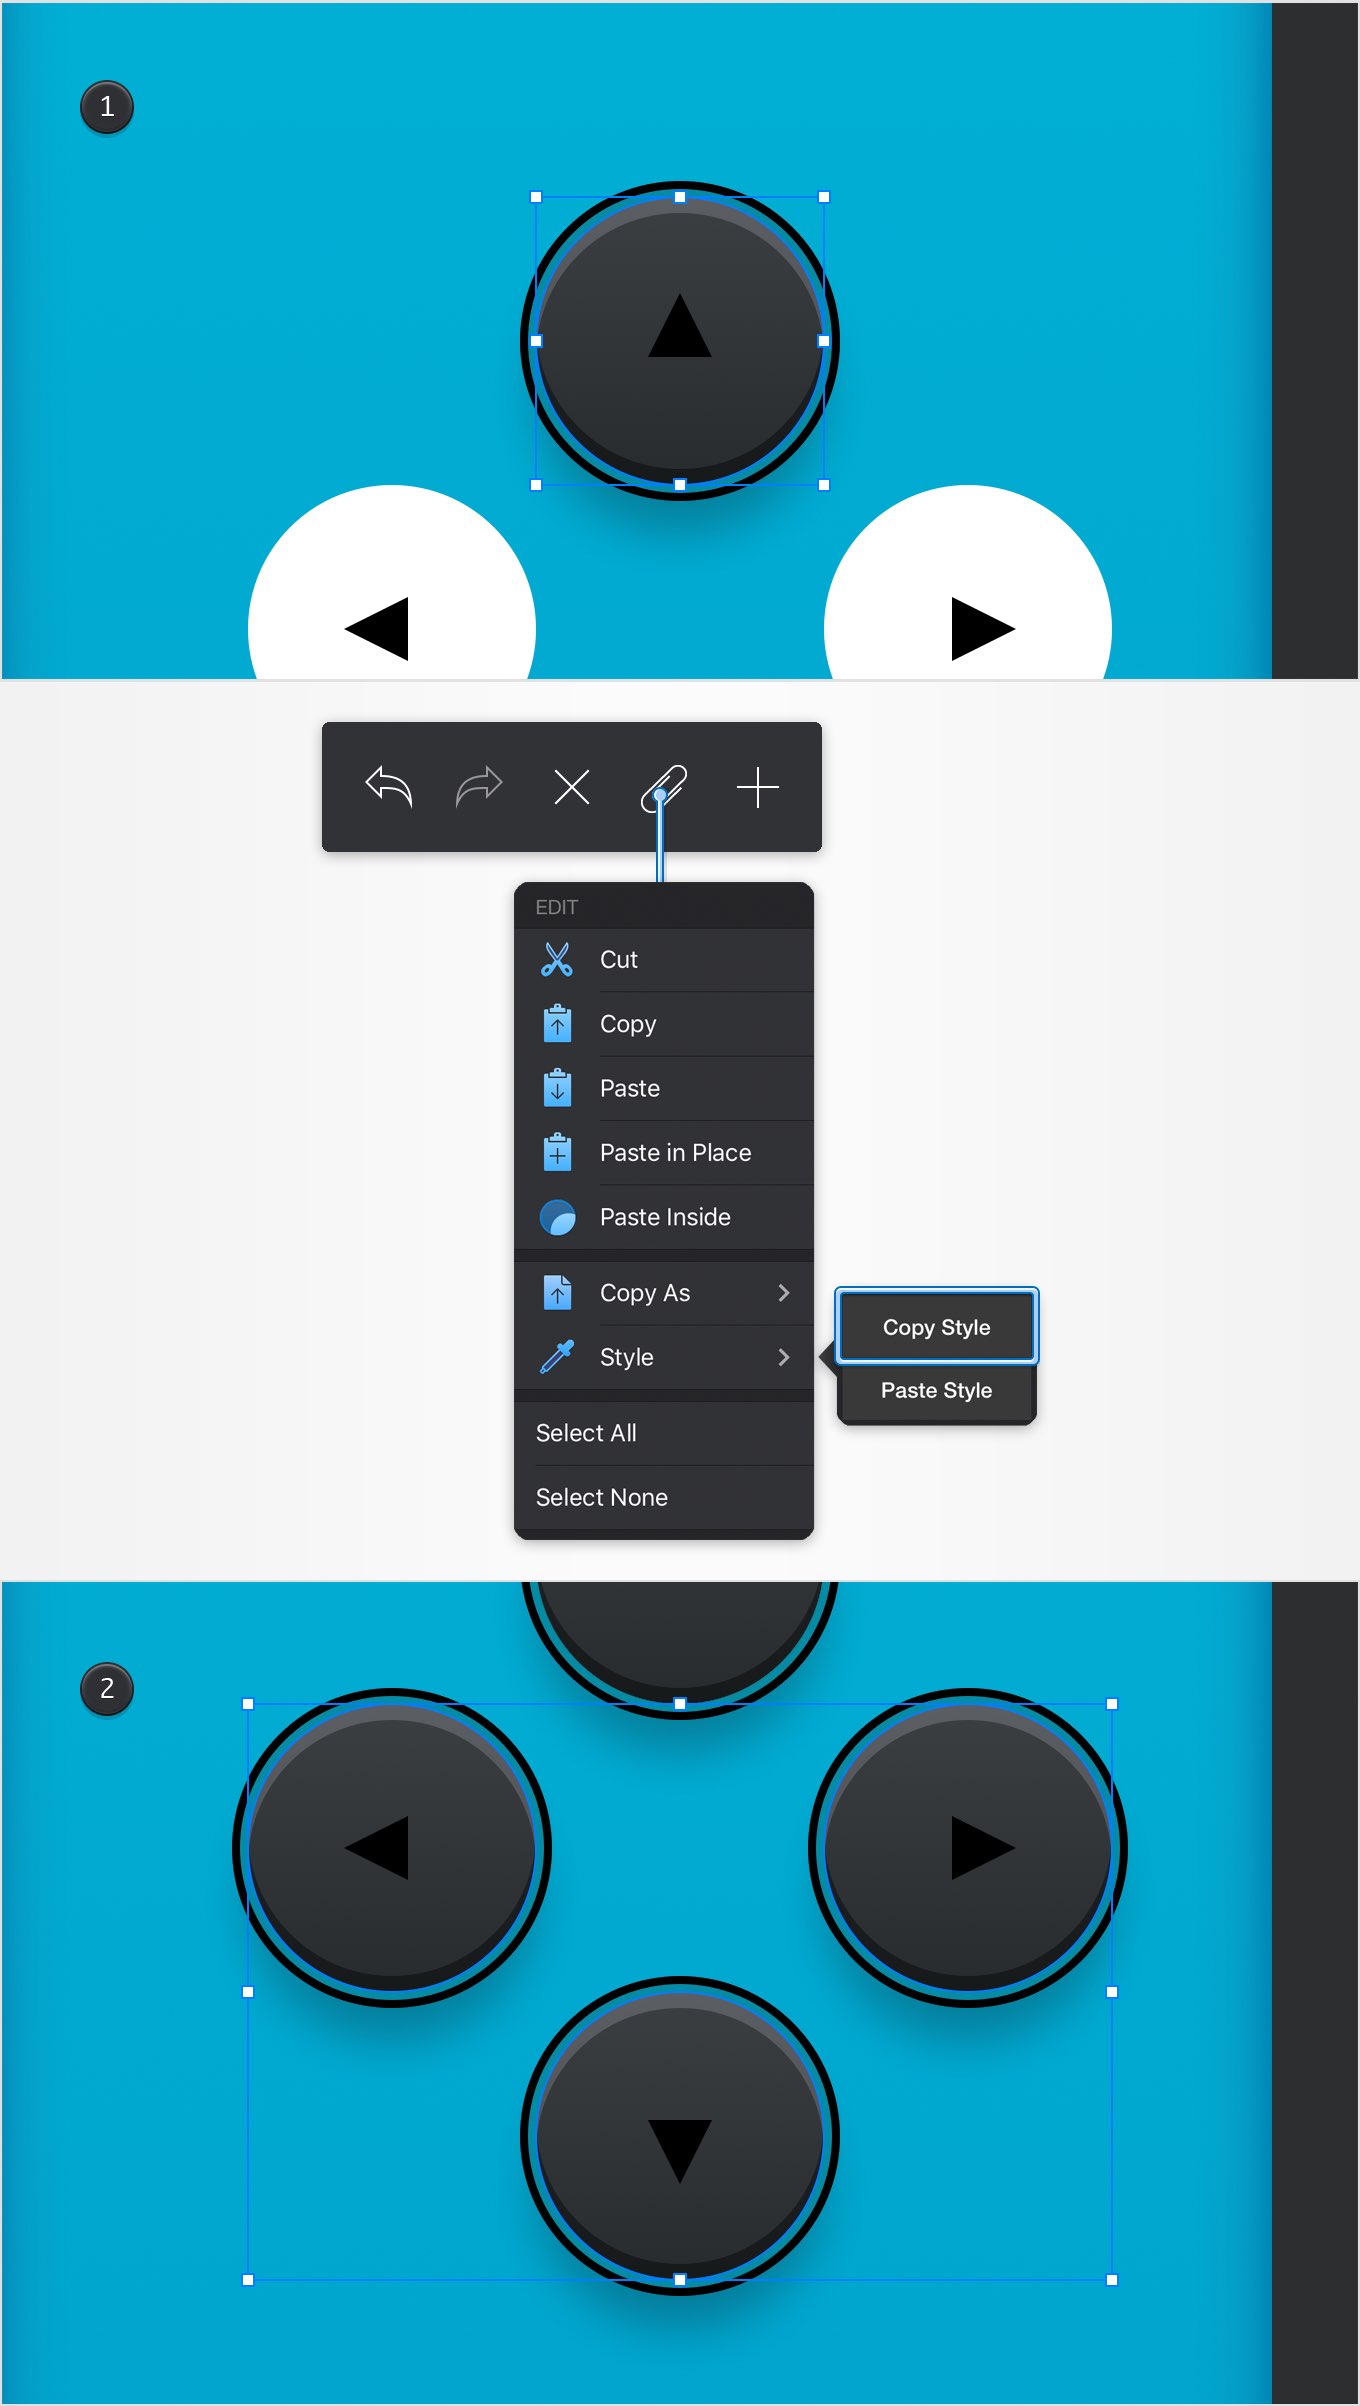 1
EDIT
Cut
Copy
Paste
Paste in Place
Paste Inside
Copy As
Style
Copy Style
Paste Style
Select All
Select None
2